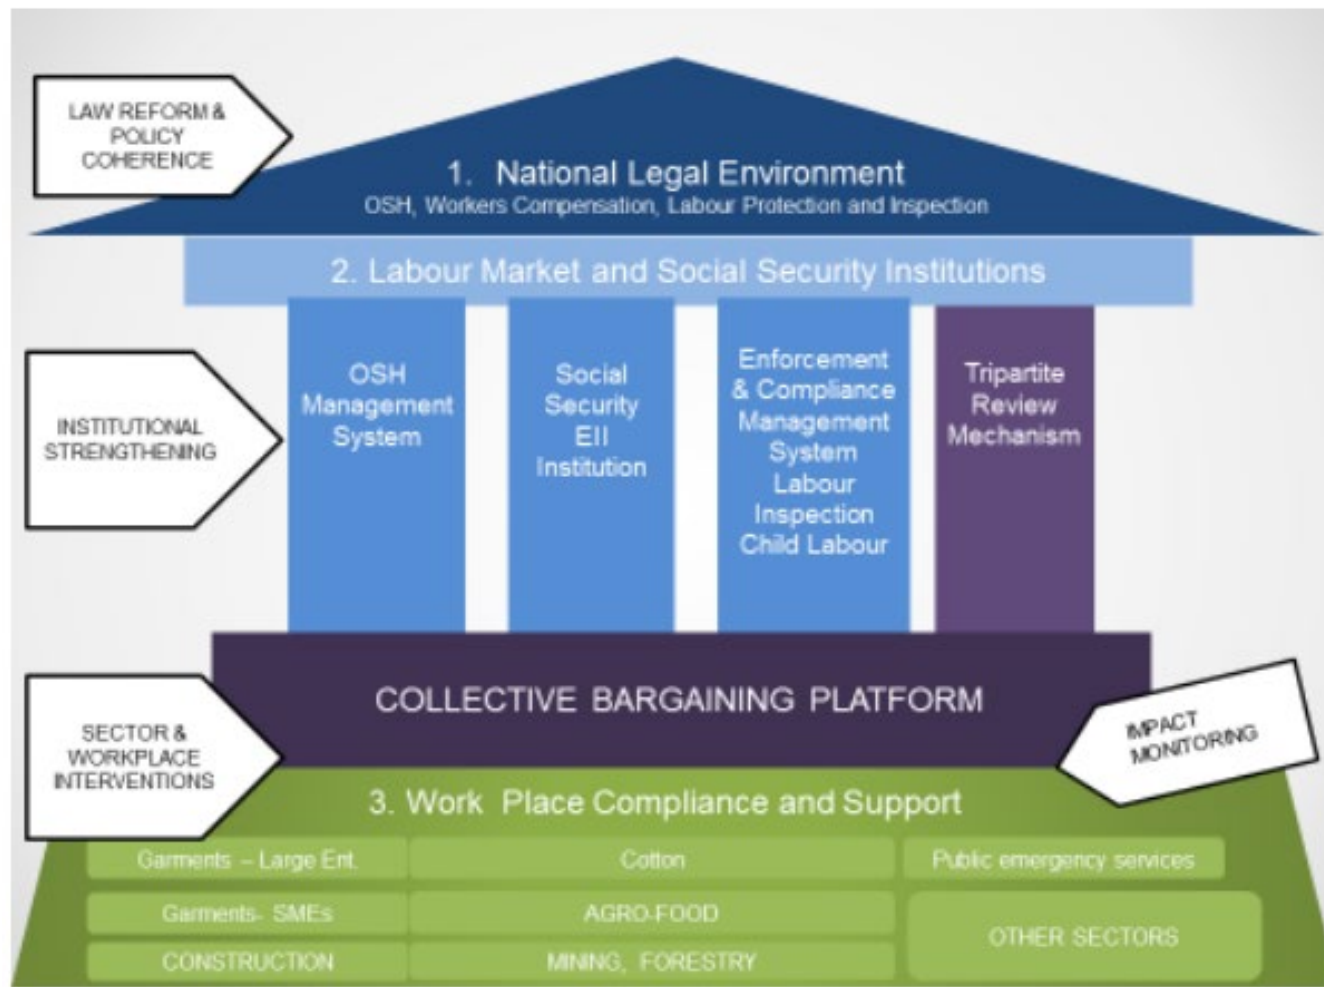 LAW REFORM &
POLICY
COHERENCE
1. National Legal Environment
OSH, Workers Compensation, Labour Protection and Inspection
2. Labour Market and Social Security Institutions
INSTITUTIONAL
STRENGTHENING
OSH
Management
System
Social
Security
EII
Institution
Enforcement
& Compliance
Management
System
Labour
Inspection
Child Labour
Tripartite
Review
Mechanism
COLLECTIVE BARGAINING PLATFORM
SECTOR &
WORKPLACE
INTERVENTIONS
IMPACT
MONITORING
3. Work Place Compliance and Support
Garments – Large Ent.
Cotton
Public emergency services
Garments- SMEs
AGRO-FOOD
OTHER SECTORS
CONSTRUCTION
MINING, FORESTRY